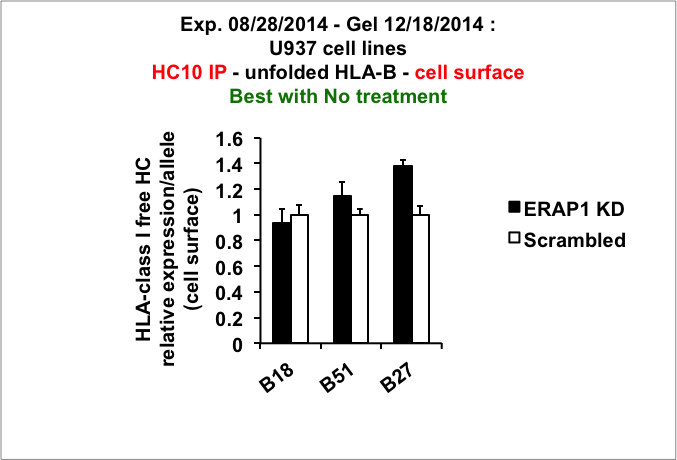 Exp. 08/28/2014 - Gel 12/18/2014 :
U937 cell lines
HC10 IP - unfolded HLA-B - cell surface
Best with No treatment
HLA-class I free HC
relative expression/allele
(cell surface)
1.6
1.4
1.2
1
0.8
0.6
0.4
0.2
0
B18
B51
B27
ERAP1 KD
Scrambled